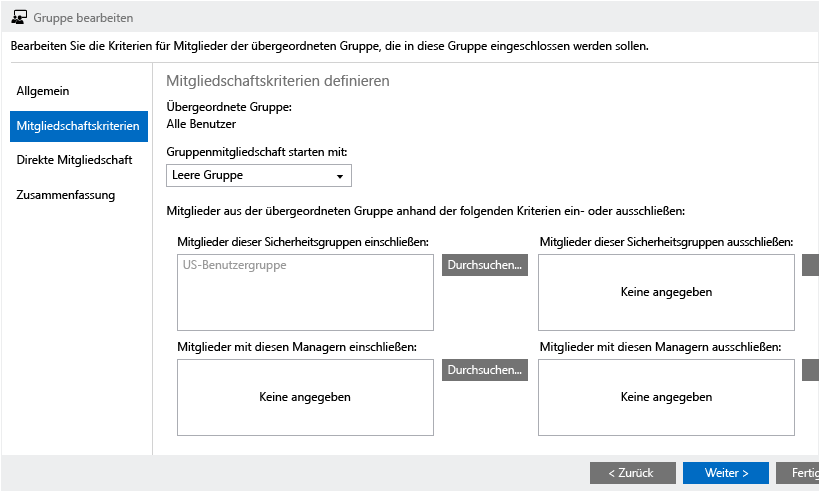 Gruppe bearbeiten
Bearbeiten Sie die Kriterien für Mitglieder der übergeordneten Gruppe, die in diese Gruppe eingeschlossen werden sollen.
Allgemein
Mitgliedschaftskriterien
Direkte Mitgliedschaft
Zusammenfassung
Mitgliedschaftskriterien definieren
Übergeordnete Gruppe:
Alle Benutzer
Gruppenmitgliedschaft starten mit:
Leere Gruppe
Mitglieder aus der übergeordneten Gruppe anhand der folgenden Kriterien ein- oder ausschließen:
Mitglieder dieser Sicherheitsgruppen einschließen:
US-Benutzergruppe
Durchsuchen...
Mitglieder dieser Sicherheitsgruppen ausschließen:
Keine angegeben
Mitglieder mit diesen Managern einschließen:
Keine angegeben
Durchsuchen...
Mitglieder mit diesen Managern ausschließen:
Keine angegeben
< Zurück
Weiter >
Fertig